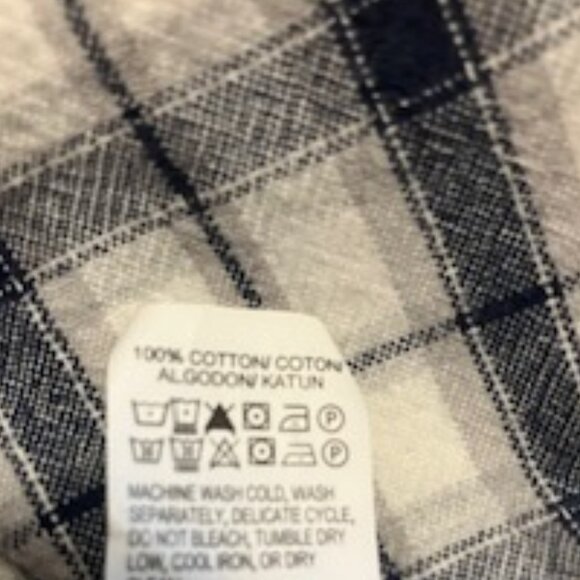 100% COTTON/ COTON/
ALGODON/ KATUN
P
P
MACHINE WASH COLD, WASH
SEPARATELY, DELICATE CYCLE,
DO NOT BLEACH, TUMBLE DRY
LOW, COOL IRON, OR DRY